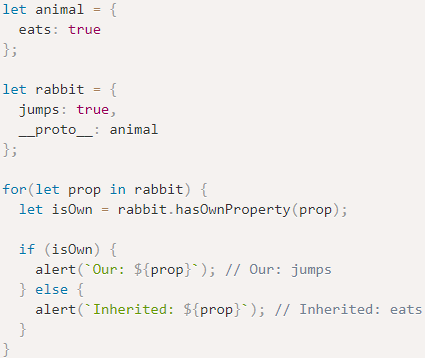 let animal = {
  eats: true
};

let rabbit = {
  jumps: true,
  __proto__: animal
};

for(let prop in rabbit) {
  let isOwn = rabbit.hasOwnProperty(prop);

  if (isOwn) {
    alert(`Our: ${prop}`); // Our: jumps
  } else {
    alert(`Inherited: ${prop}`); // Inherited: eats
  }
}